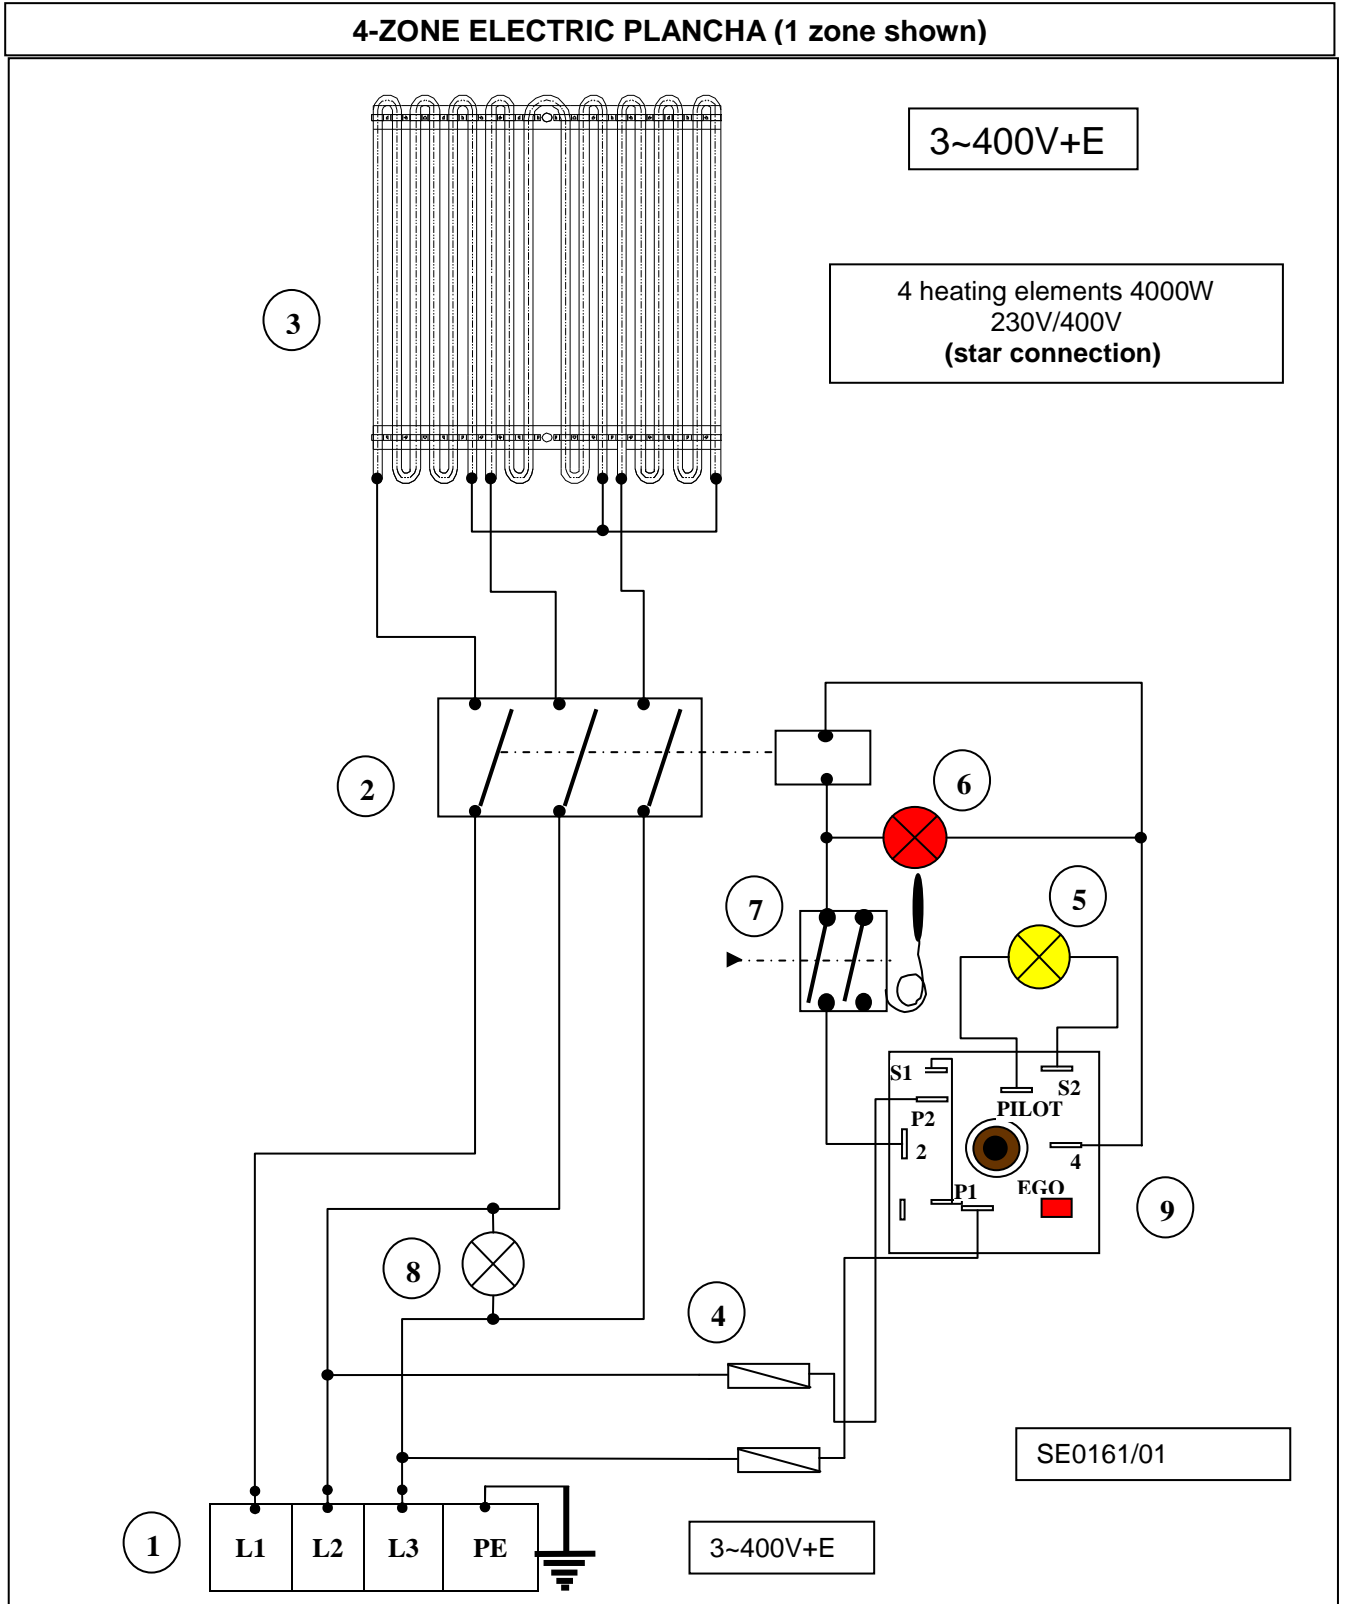 4-ZONE ELECTRIC PLANCHA (1 zone shown)
3~400V+E
4 heating elements 4000W
230V/400V
(star connection)
3
2
6
7
5
S1
S2
P2
PILOT
2
4
P1
EGO
9
8
4
SE0161/01
1
L1
L2
L3
PE
3~400V+E